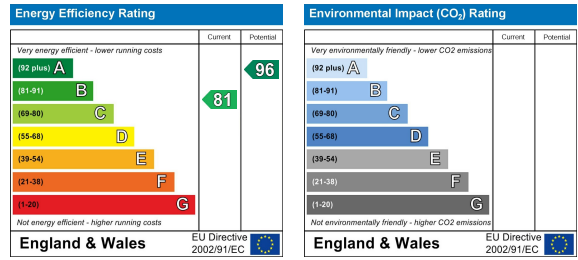 Energy Efficiency Rating
Current Potential
Very energy efficient - lower running costs
(92 plus) A
(81-91) B
(69-80) C
(55-68) D
(39-54) E
(21-38) F
(1-20) G
81
96
Not energy efficient - higher running costs
England & Wales
EU Directive
2002/91/EC
Environmental Impact (CO₂) Rating
Current Potential
Very environmentally friendly - lower CO2 emissions
(92 plus) A
(81-91) B
(69-80) C
(55-68) D
(39-54) E
(21-38) F
(1-20) G
Not environmentally friendly - higher CO2 emissions
England & Wales
EU Directive
2002/91/EC